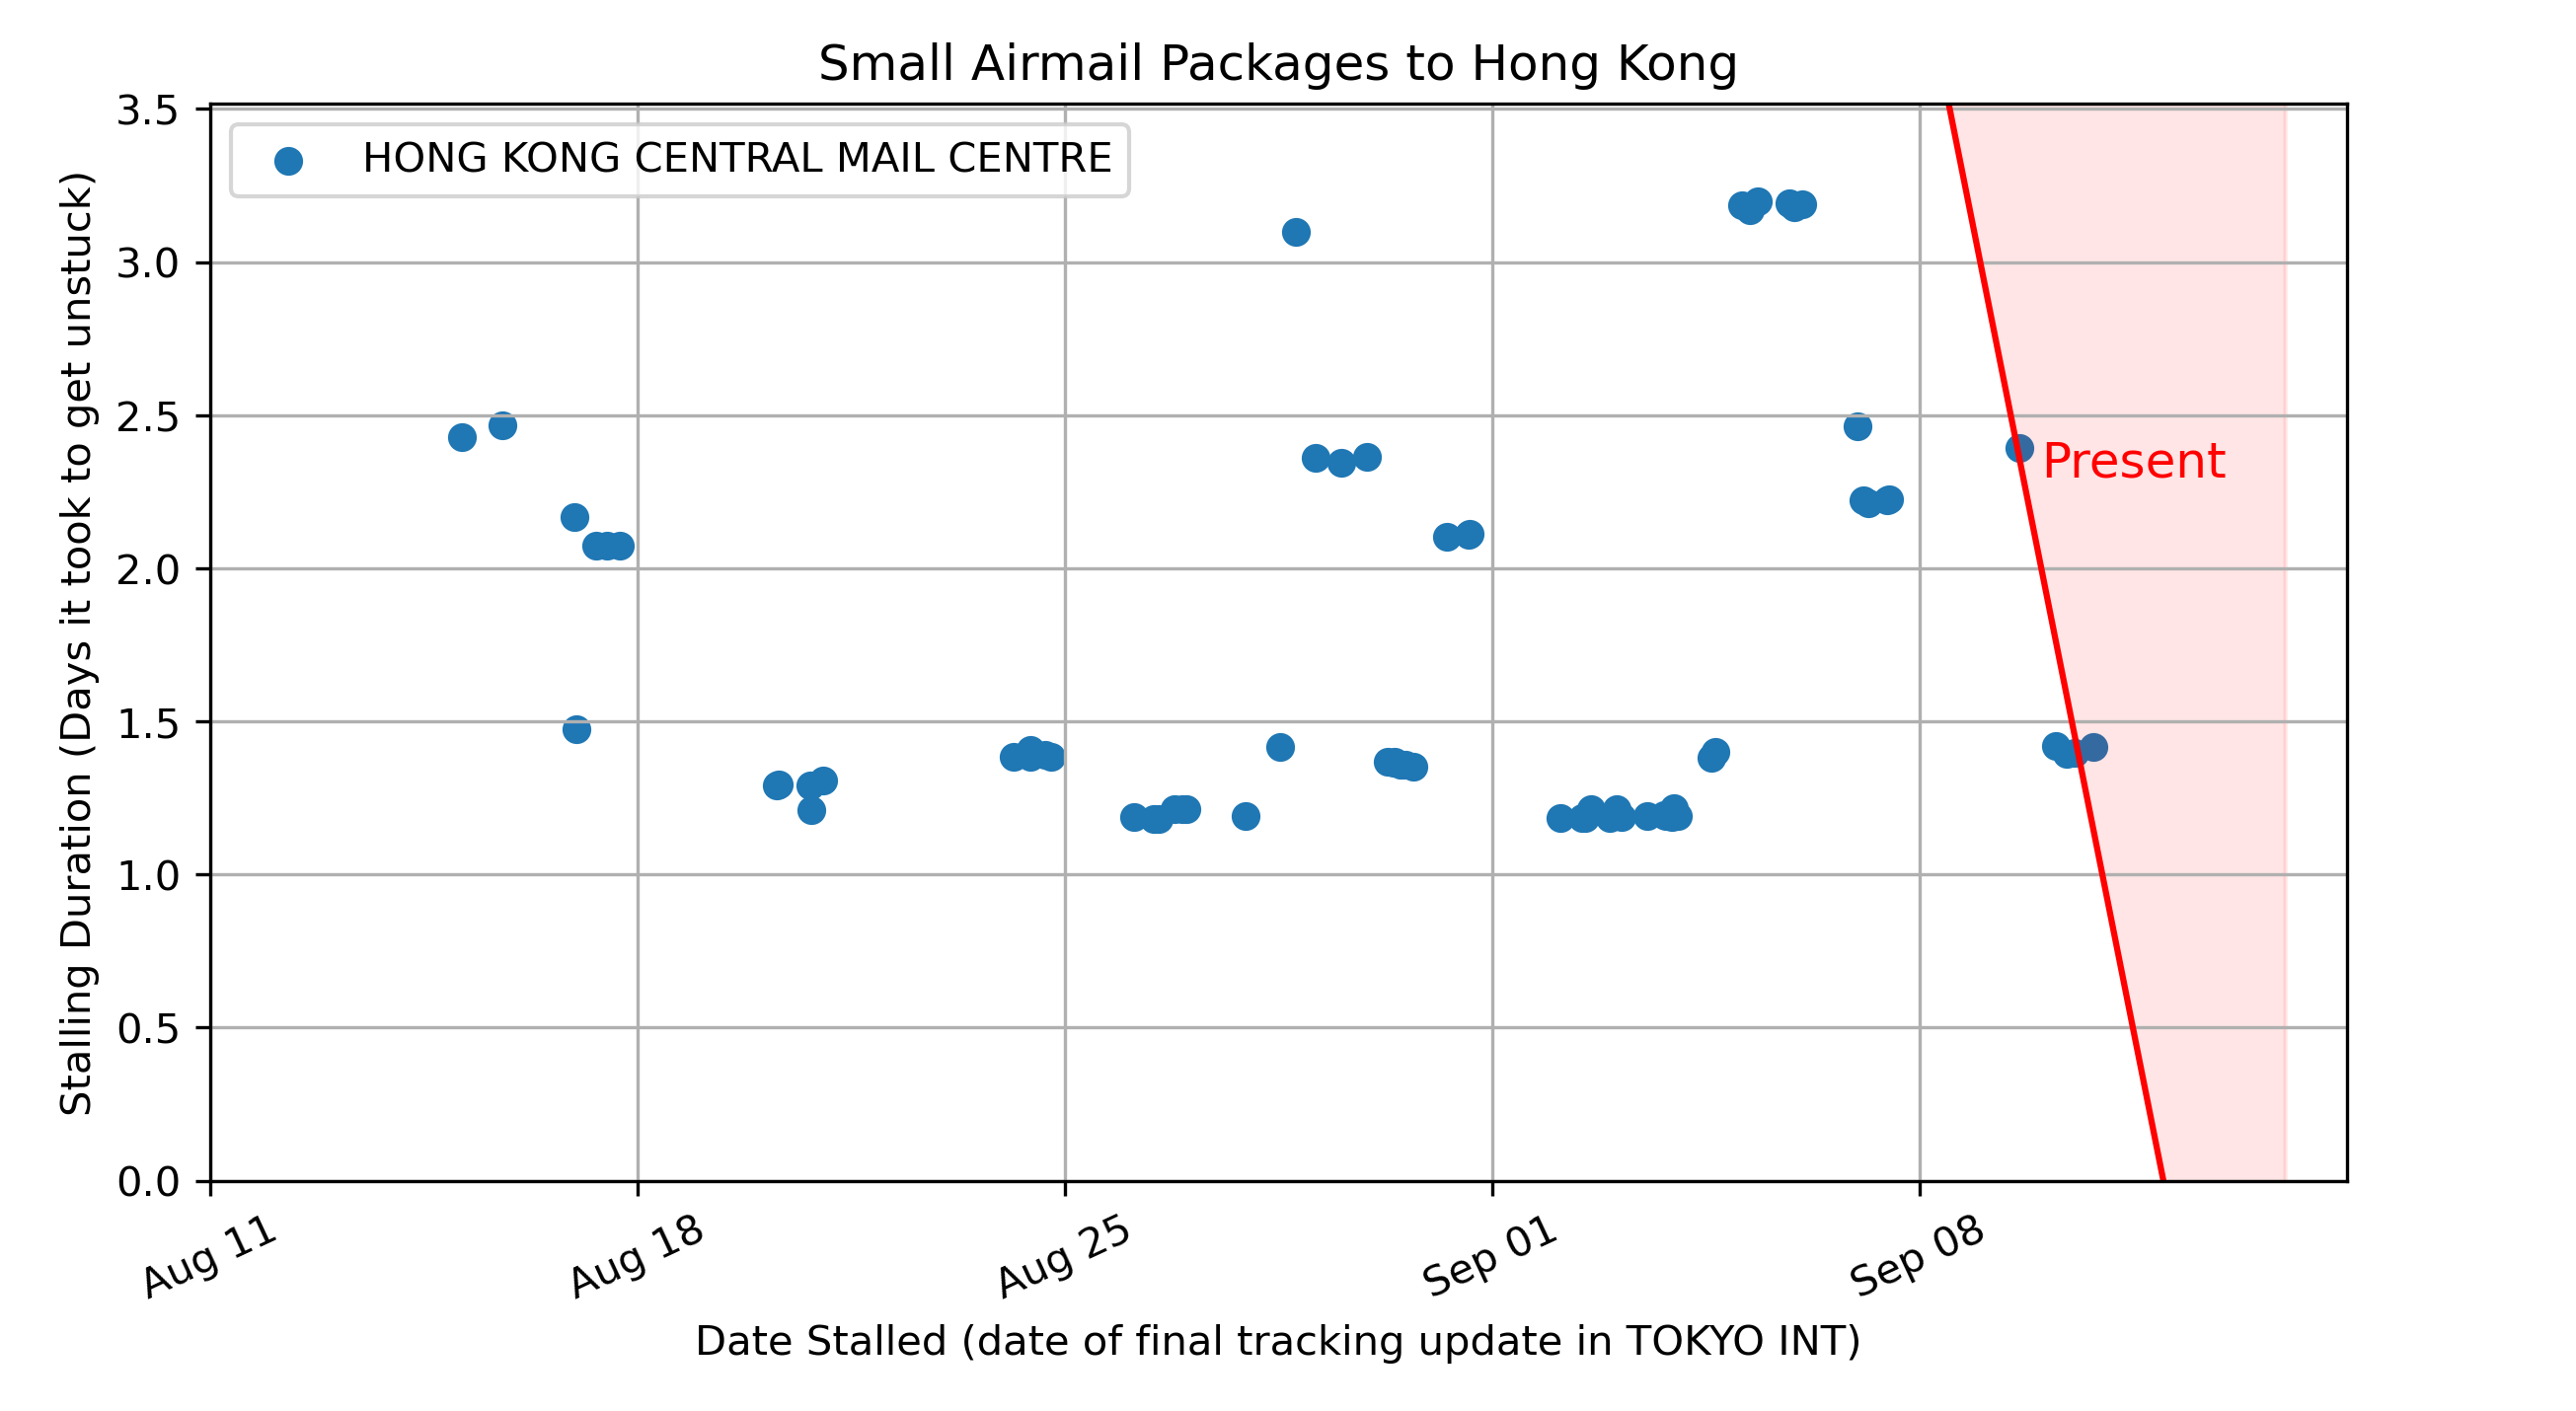 Small Airmail Packages to Hong Kong
HONG KONG CENTRAL MAIL CENTRE
Stalling Duration (Days it took to get unstuck)
3.5
3.0
2.5
2.0
1.5
1.0
0.5
0.0
Present
Aug 11
Aug 18
Aug 25
Sep 01
Sep 08
Date Stalled (date of final tracking update in TOKYO INT)